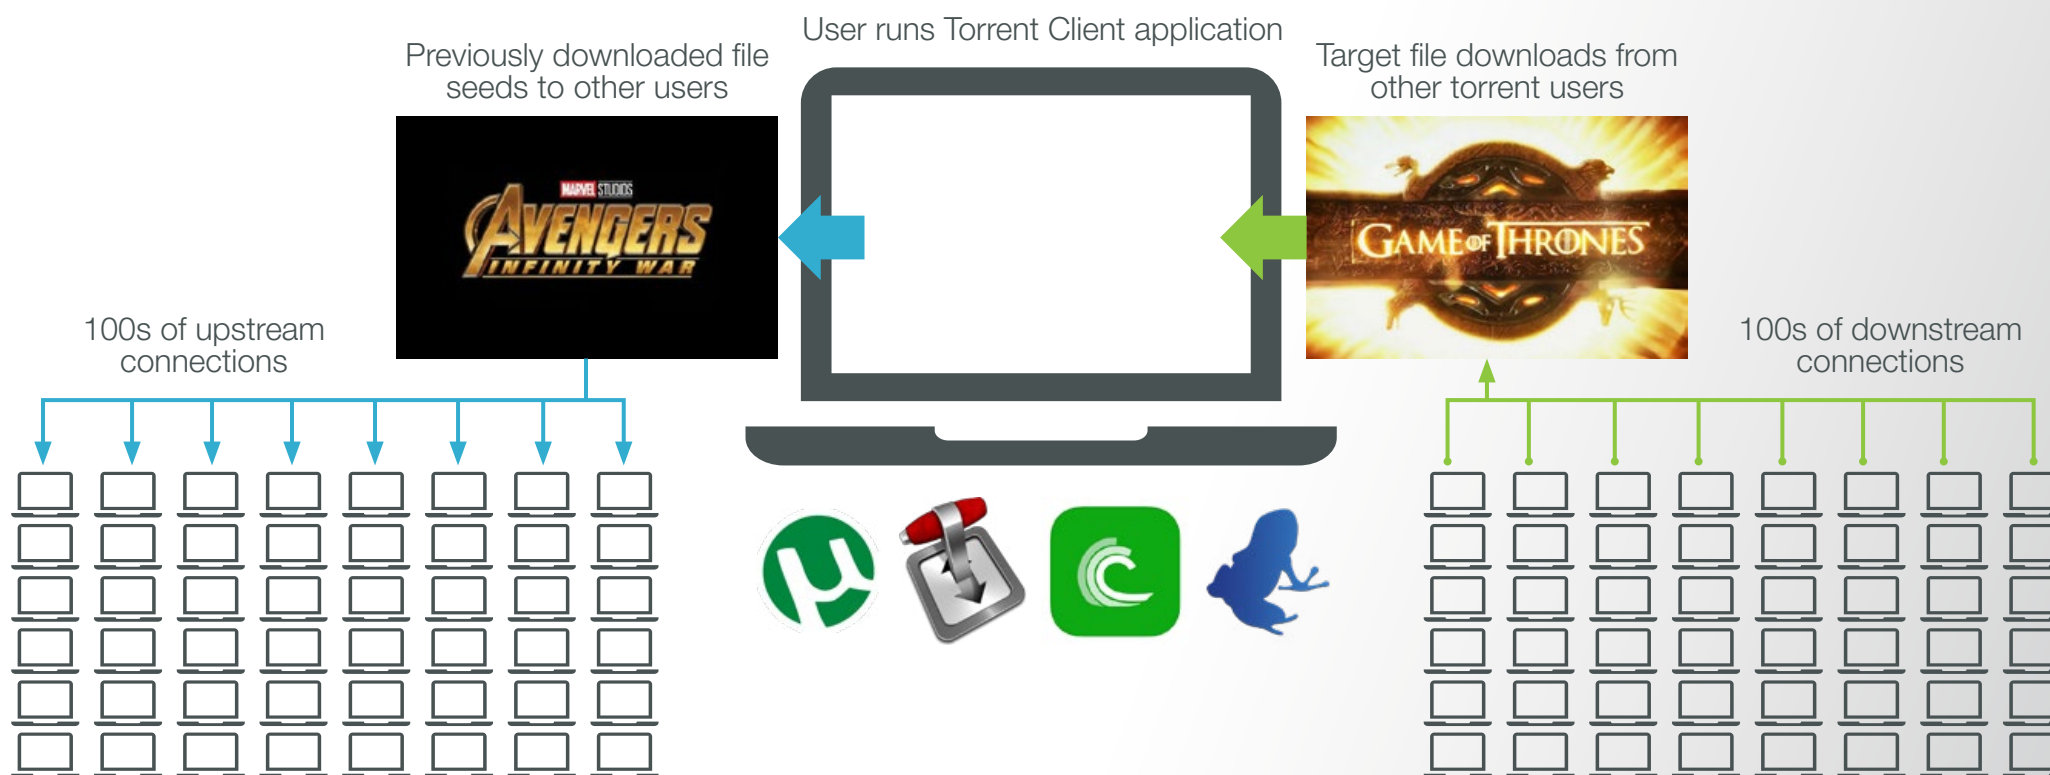 User runs Torrent Client application
Previously downloaded file
seeds to other users
Target file downloads from
other torrent users
MARVEL STUDIOS
AVENGERS
INFINITY WAR
GAME OF THRONES
100s of upstream
connections
100s of downstream
connections
µ